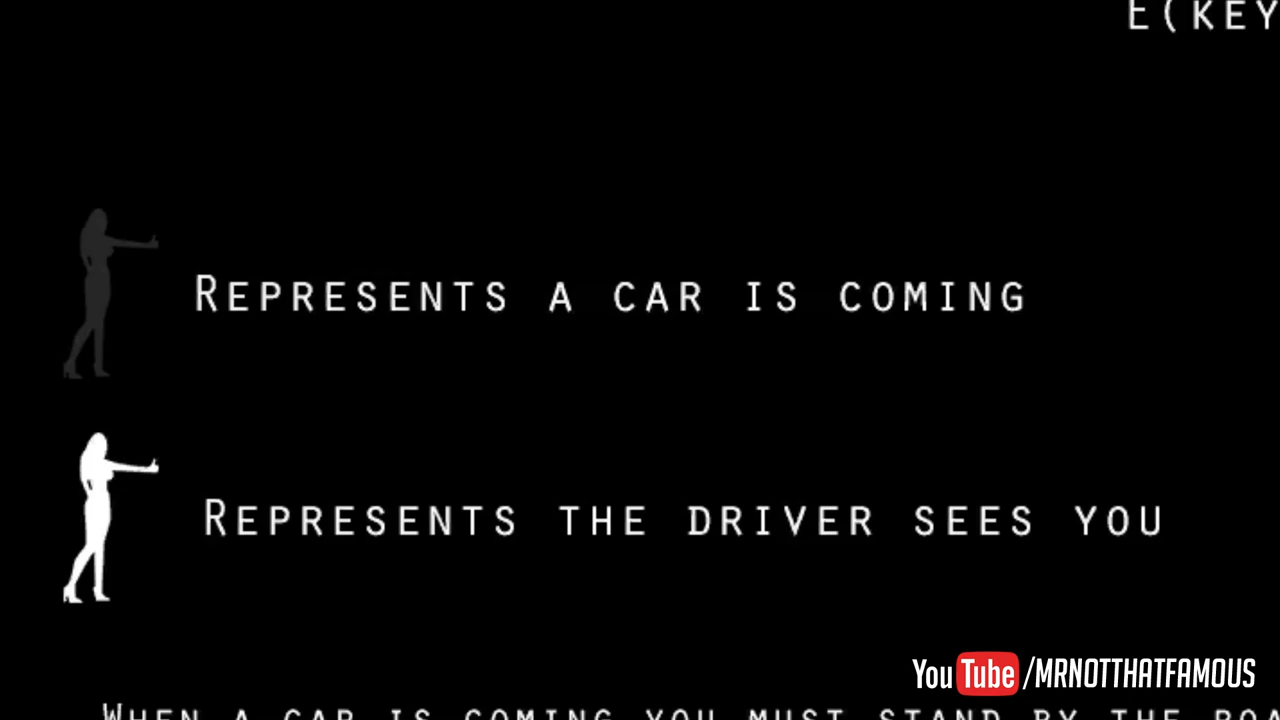 E(KEY
REPRESENTS A CAR IS COMING
REPRESENTS THE DRIVER SEES YOU
YouTube/MRNOTTHATFAMOUS
WHEN A CAR IS COMING YOU MUST STAND BY THE